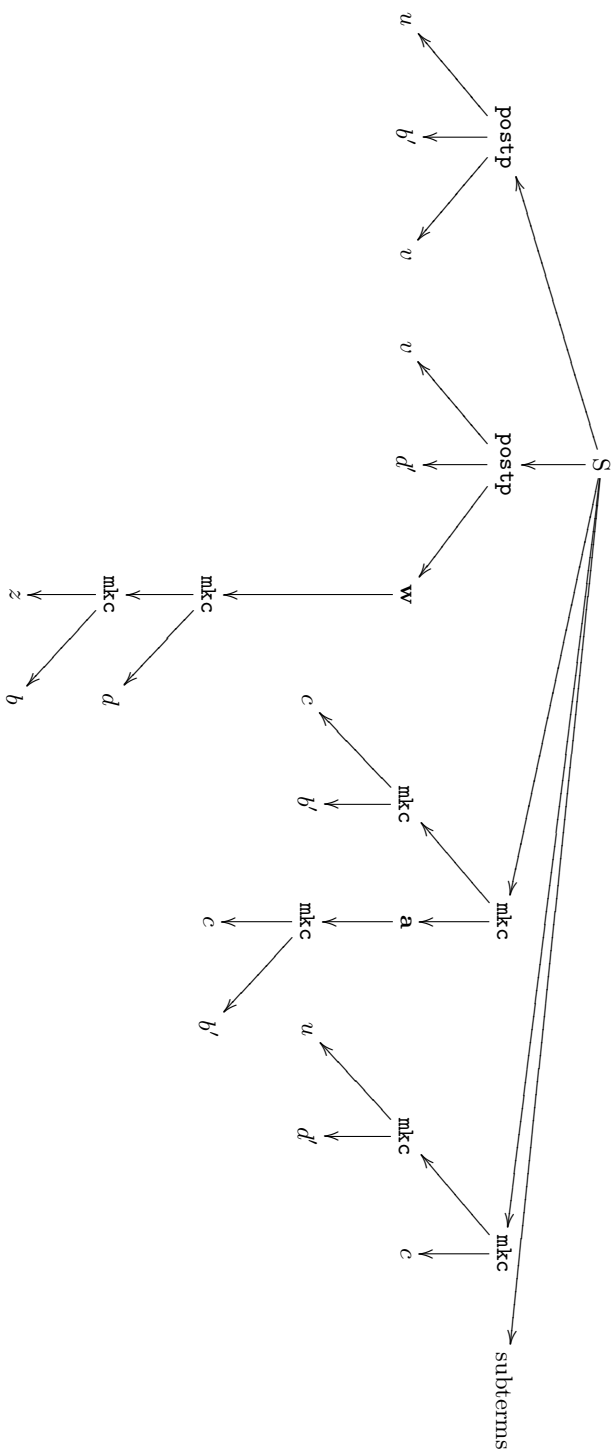 S
postp postp mkc mkc subterms
u b′ v v d′ w mkc a mkc c
c b′ mkc u d′
mkc c b′
mkc d
z b